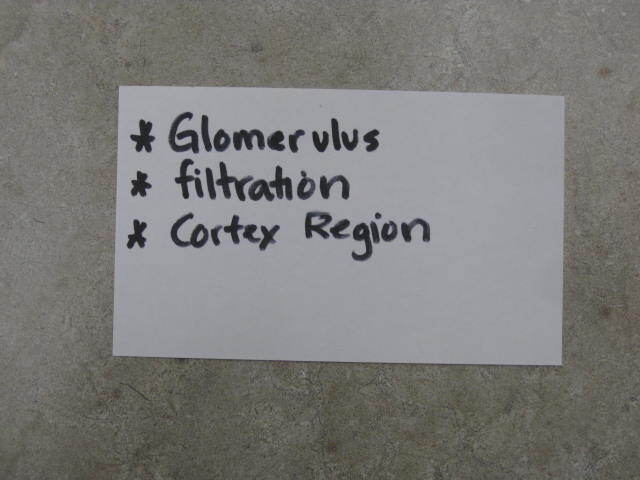 * Glomerulus
* filtration
* Cortex Region